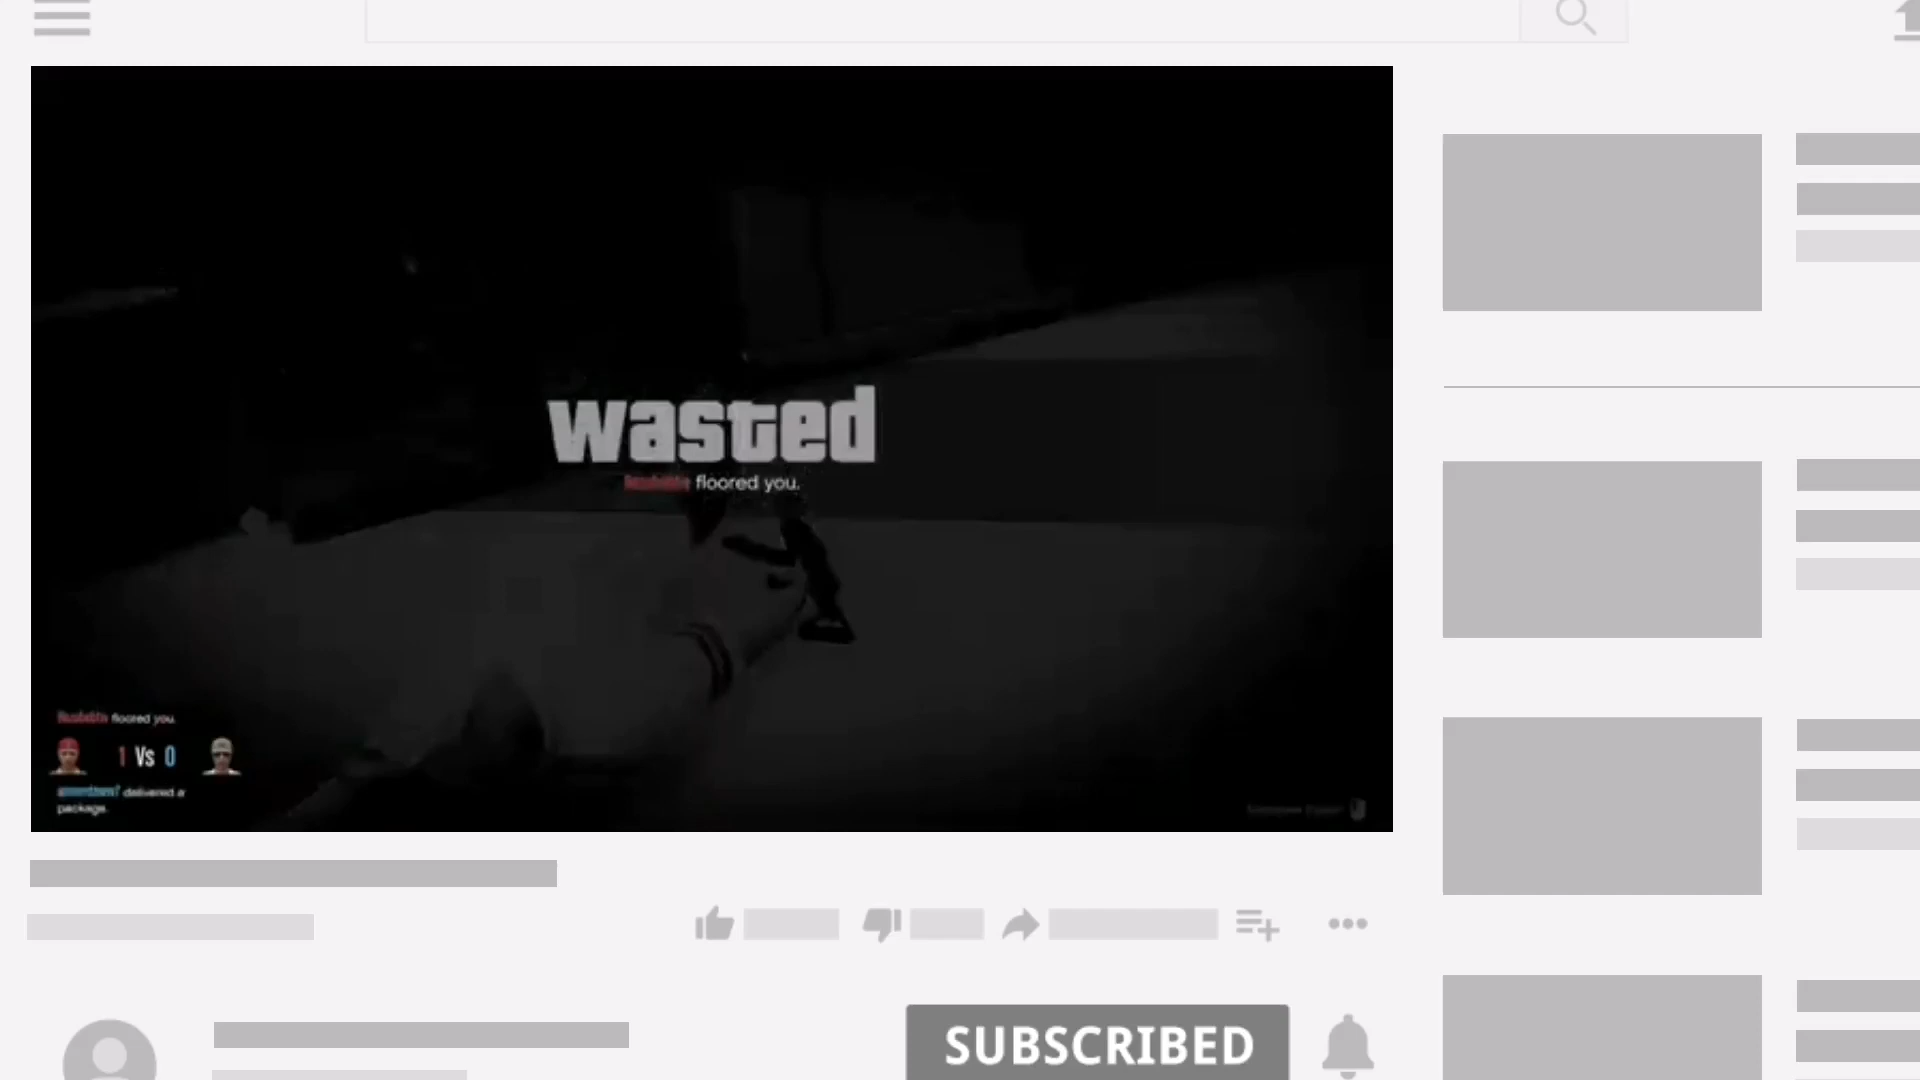 wasted
floored you.
floored you.
1 Vs 0
delivered a
package.
SUBSCRIBED